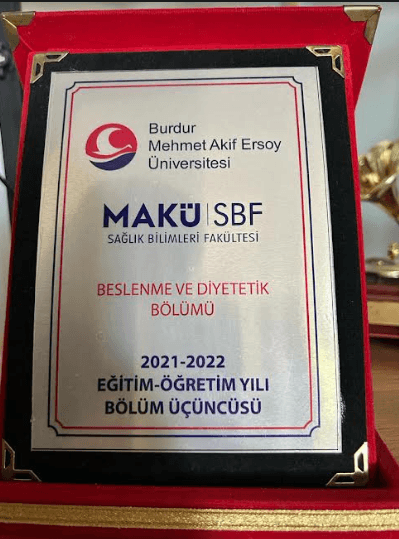 Burdur
Mehmet Akif Ersoy
Üniversitesi
MAKÜ|SBF
SAĞLIK BİLİMLERİ FAKÜLTESİ
BESLENME VE DİYETETİK
BÖLÜMÜ
2021-2022
EĞİTİM-ÖĞRETİM YILI
BÖLÜM ÜÇÜNCÜSÜ